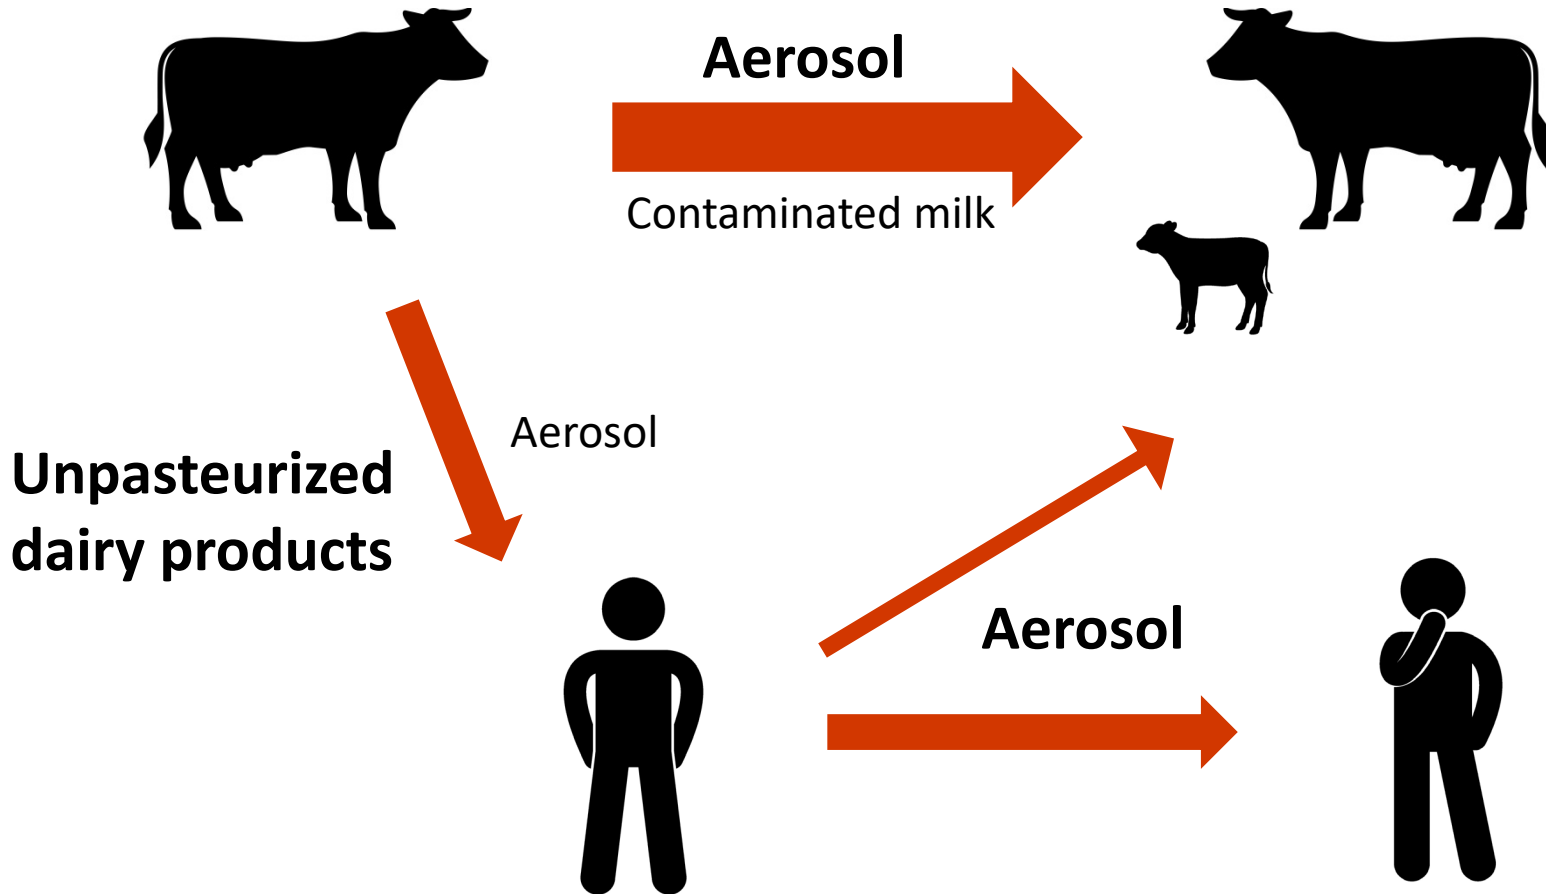 Aerosol
Contaminated milk
Aerosol
Unpasteurized
dairy products
Aerosol